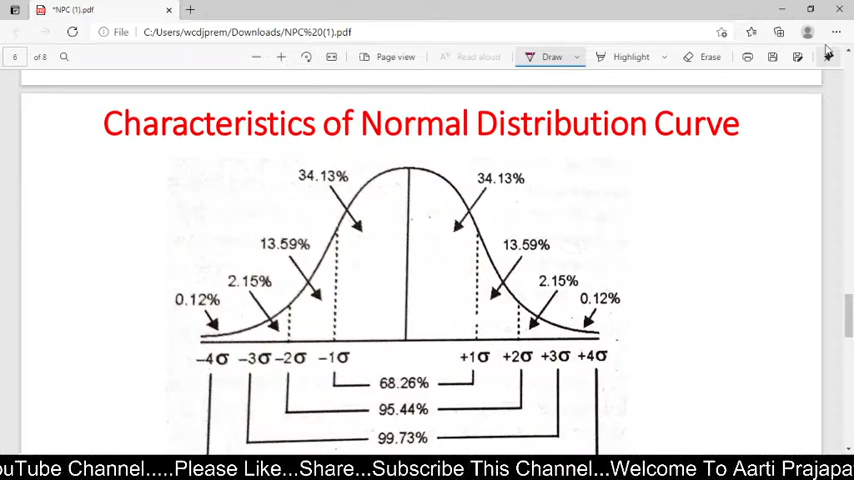 *NPC (1).pdf
File C:/Users/wcdjprem/Downloads/NPC%20(1).pdf
6 of 8 Page view Read aloud Draw Highlight Erase
Characteristics of Normal Distribution Curve
34.13% 34.13%
13.59% 13.59%
2.15% 2.15%
0.12% 0.12%
–4σ –3σ –2σ –1σ +1σ +2σ +3σ +4σ
68.26%
95.44%
99.73%
ouTube Channel.....Please Like...Share...Subscribe This Channel...Welcome To Aarti Prajapa